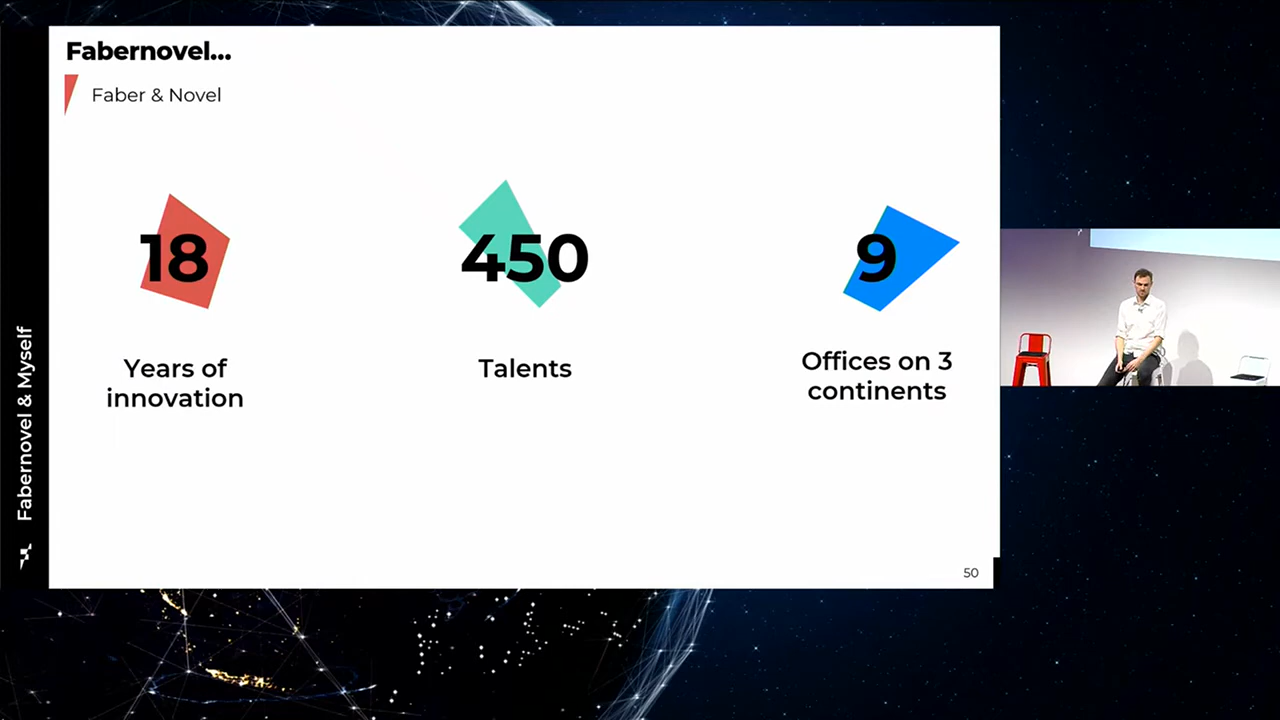 Fabernovel...
Faber & Novel
18
Years of
innovation
450
Talents
9
Offices on 3
continents
Fabernovel & Myself
50